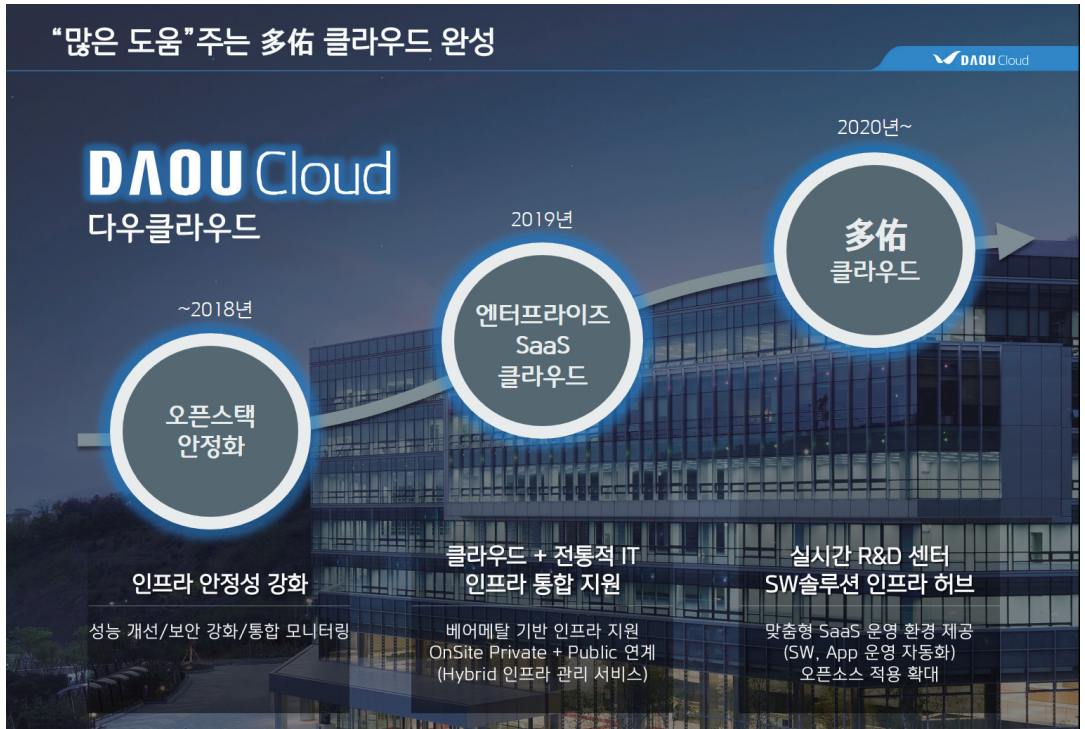 “많은 도움”주는 多佑 클라우드 완성
DAOU Cloud
DAOU Cloud
다우클라우드
~2018년
오픈스택
안정화
인프라 안정성 강화
성능 개선/보안 강화/통합 모니터링
2019년
엔터프라이즈
SaaS
클라우드
클라우드 + 전통적 IT
인프라 통합 지원
베어메탈 기반 인프라 지원
OnSite Private + Public 연계
(Hybrid 인프라 관리 서비스)
2020년~
多佑
클라우드
실시간 R&D 센터
SW솔루션 인프라 허브
맞춤형 SaaS 운영 환경 제공
(SW, App 운영 자동화)
오픈소스 적용 확대